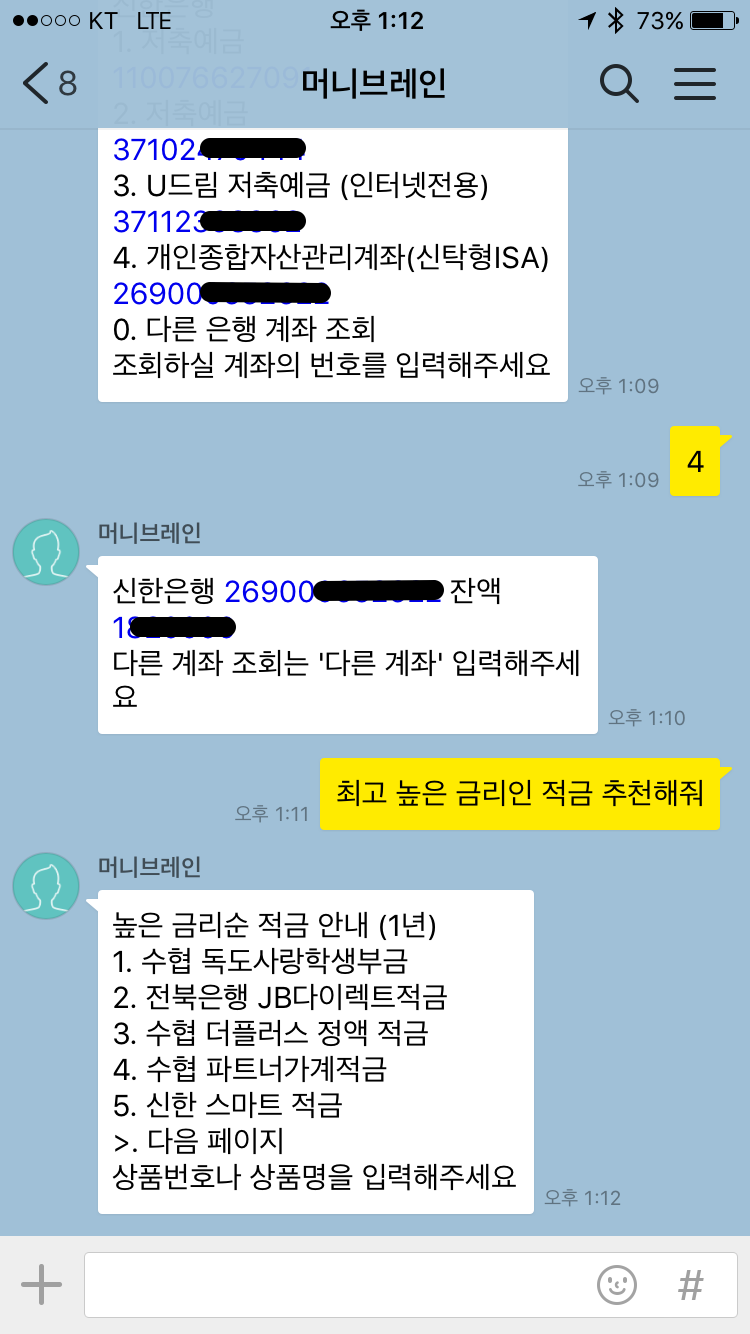 KT LTE 오후 1:12 73%
신한은행
1. 저축예금
8 머니브레인
2. 저축예금
37102
3. U드림 저축예금 (인터넷전용)
37112
4. 개인종합자산관리계좌(신탁형ISA)
26900
0. 다른 은행 계좌 조회
조회하실 계좌의 번호를 입력해주세요
오후 1:09
4
오후 1:09
머니브레인
신한은행 26900 잔액
1
다른 계좌 조회는 '다른 계좌' 입력해주세
요
오후 1:10
최고 높은 금리인 적금 추천해줘
오후 1:11
머니브레인
높은 금리순 적금 안내 (1년)
1. 수협 독도사랑학생부금
2. 전북은행 JB다이렉트적금
3. 수협 더플러스 정액 적금
4. 수협 파트너가계적금
5. 신한 스마트 적금
>. 다음 페이지
상품번호나 상품명을 입력해주세요
오후 1:12
#